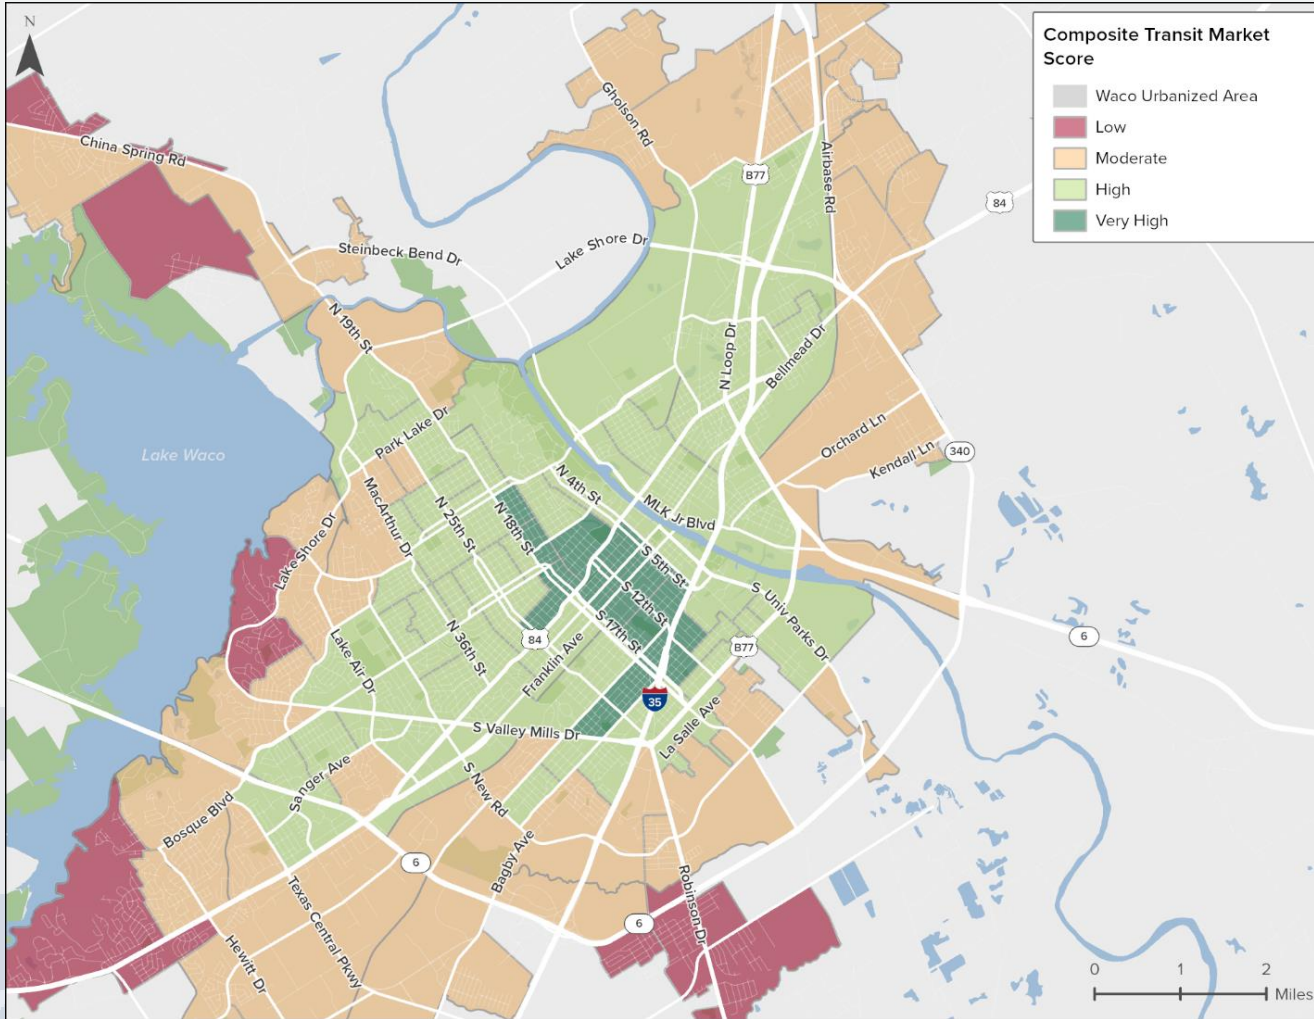 N
Composite Transit Market
Score
Waco Urbanized Area
Low
Moderate
High
Very High
Gholson Rd
China Spring Rd
B77
Airbase Rd
84
Steinbeck Bend Dr
Lake Shore Dr
N 19th St
N Loop Dr
Bellmead Dr
Park Lake Dr
Orchard Ln
Kendall Ln
340
Lake Waco
MacArthur Dr
N 25th St
N 18th St
N 4th St
MLK Jr Blvd
Lake Shore Dr
S 5th St
S 12th St
S 17th St
S Univ Parks Dr
84
B77
6
N 36th St
Franklin Ave
Lake Air Dr
35
La Salle Ave
S Valley Mills Dr
Sanger Ave
S New Rd
Bosque Blvd
6
Bagby Ave
Texas Central Pkwy
Hewitt Dr
Robinson Dr
6
0 1 2
Miles